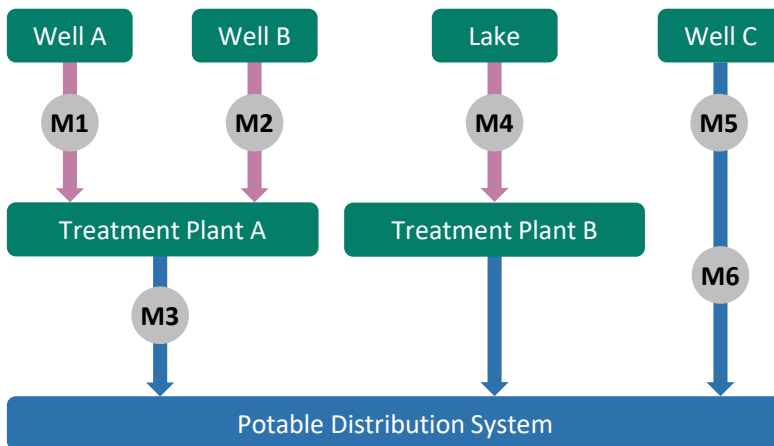 Well A
Well B
Lake
Well C
M1
M2
M4
M5
Treatment Plant A
Treatment Plant B
M6
M3
Potable Distribution System